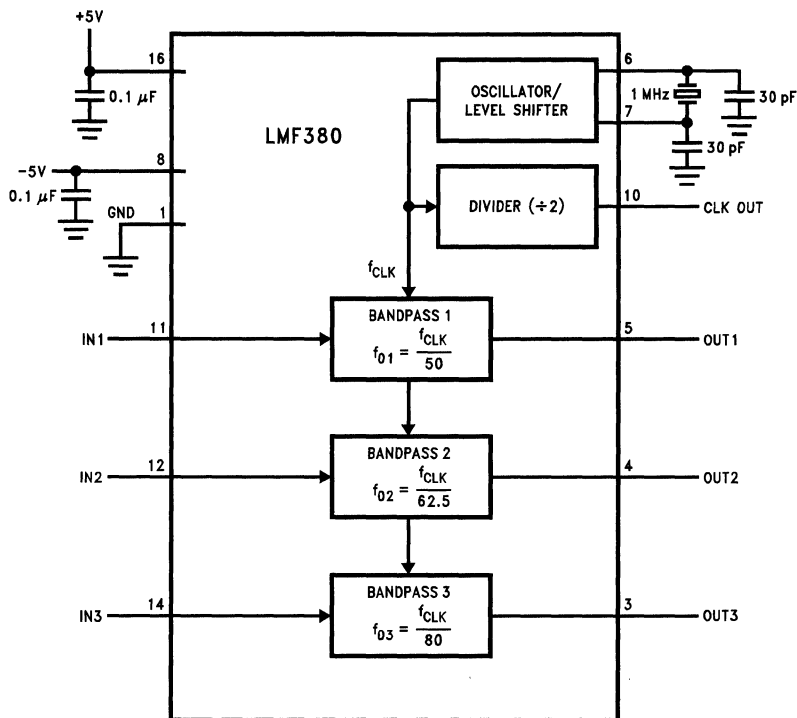 +5V
16
0.1 μF
-5V
8
0.1 μF
GND
1
LMF380
OSCILLATOR/
LEVEL SHIFTER
6
1 MHz
30 pF
7
30 pF
DIVIDER (÷2)
10
CLK OUT
fCLK
BANDPASS 1
f01 = fCLK
50
IN1
11
5
OUT1
BANDPASS 2
f02 = fCLK
62.5
IN2
12
4
OUT2
BANDPASS 3
f03 = fCLK
80
IN3
14
3
OUT3